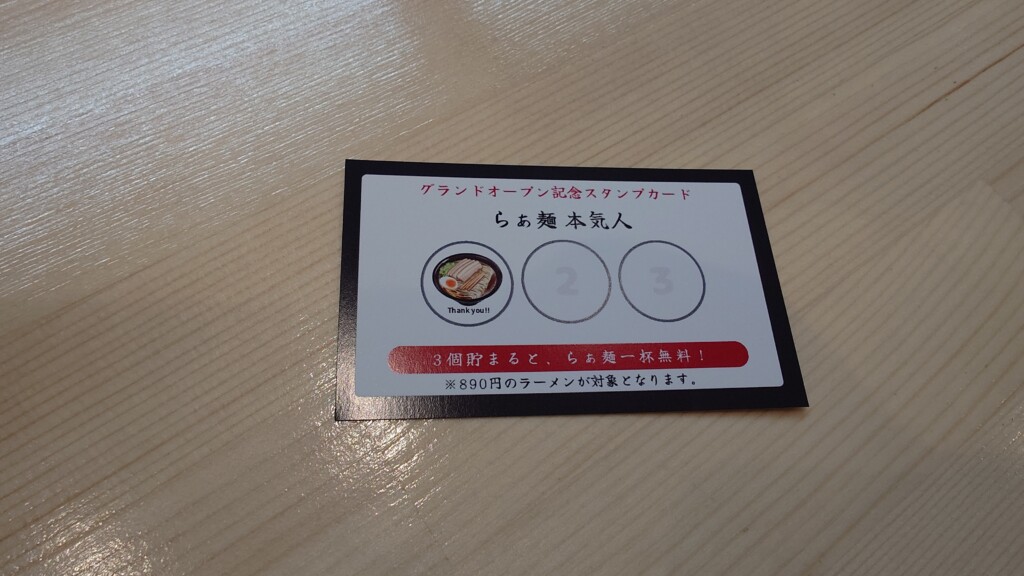 グランドオープン記念スタンプカード
らぁ麺 本気人
Thank you!!
2
3
3個貯まると、らぁ麺一杯無料！
※890円のラーメンが対象となります。